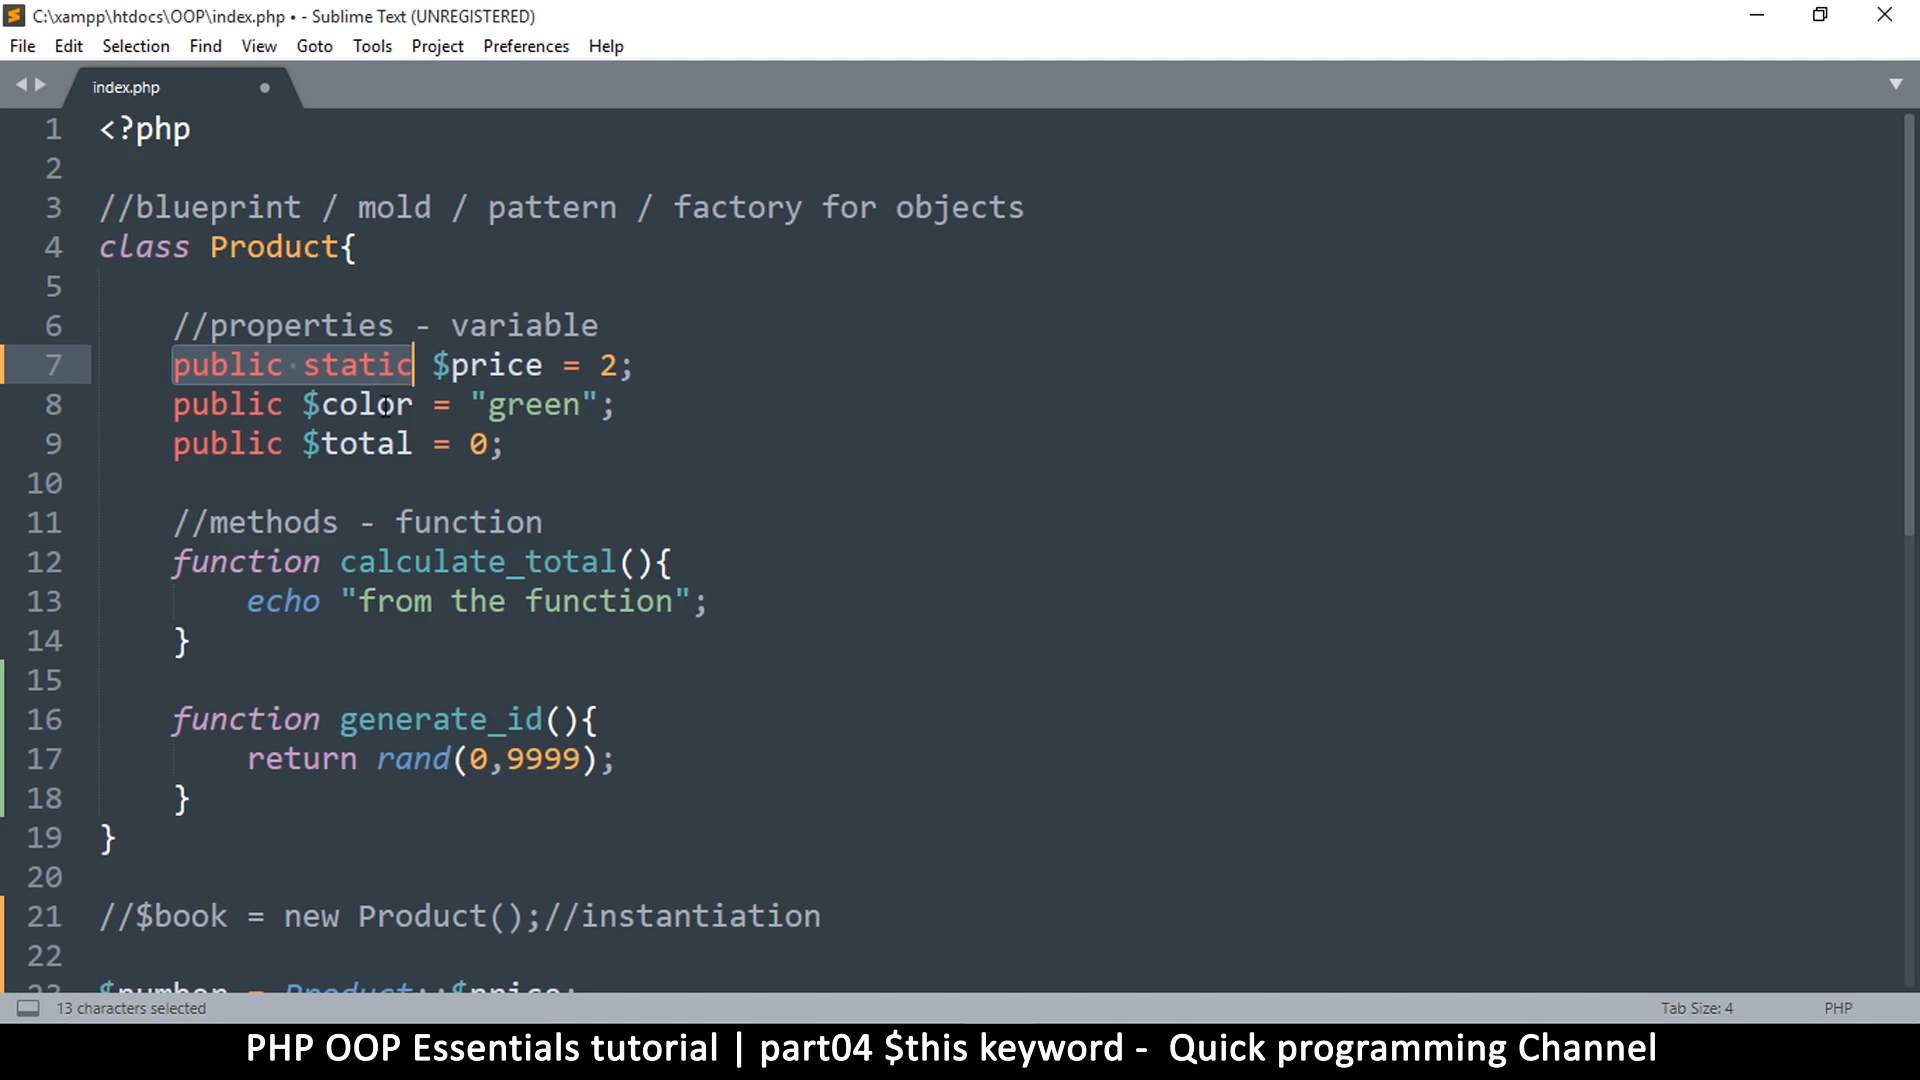 C:\xampp\htdocs\OOP\index.php • - Sublime Text (UNREGISTERED)
File Edit Selection Find View Goto Tools Project Preferences Help
index.php
1 <?php
2
3 //blueprint / mold / pattern / factory for objects
4 class Product{
5
6 //properties - variable
7 public static $price = 2;
8 public $color = "green";
9 public $total = 0;
10
11 //methods - function
12 function calculate_total(){
13 echo "from the function";
14 }
15
16 function generate_id(){
17 return rand(0,9999);
18 }
19 }
20
21 //$book = new Product();//instantiation
22
23 $number = Product::$price;
13 characters selected Tab Size: 4 PHP
PHP OOP Essentials tutorial | part04 $this keyword - Quick programming Channel